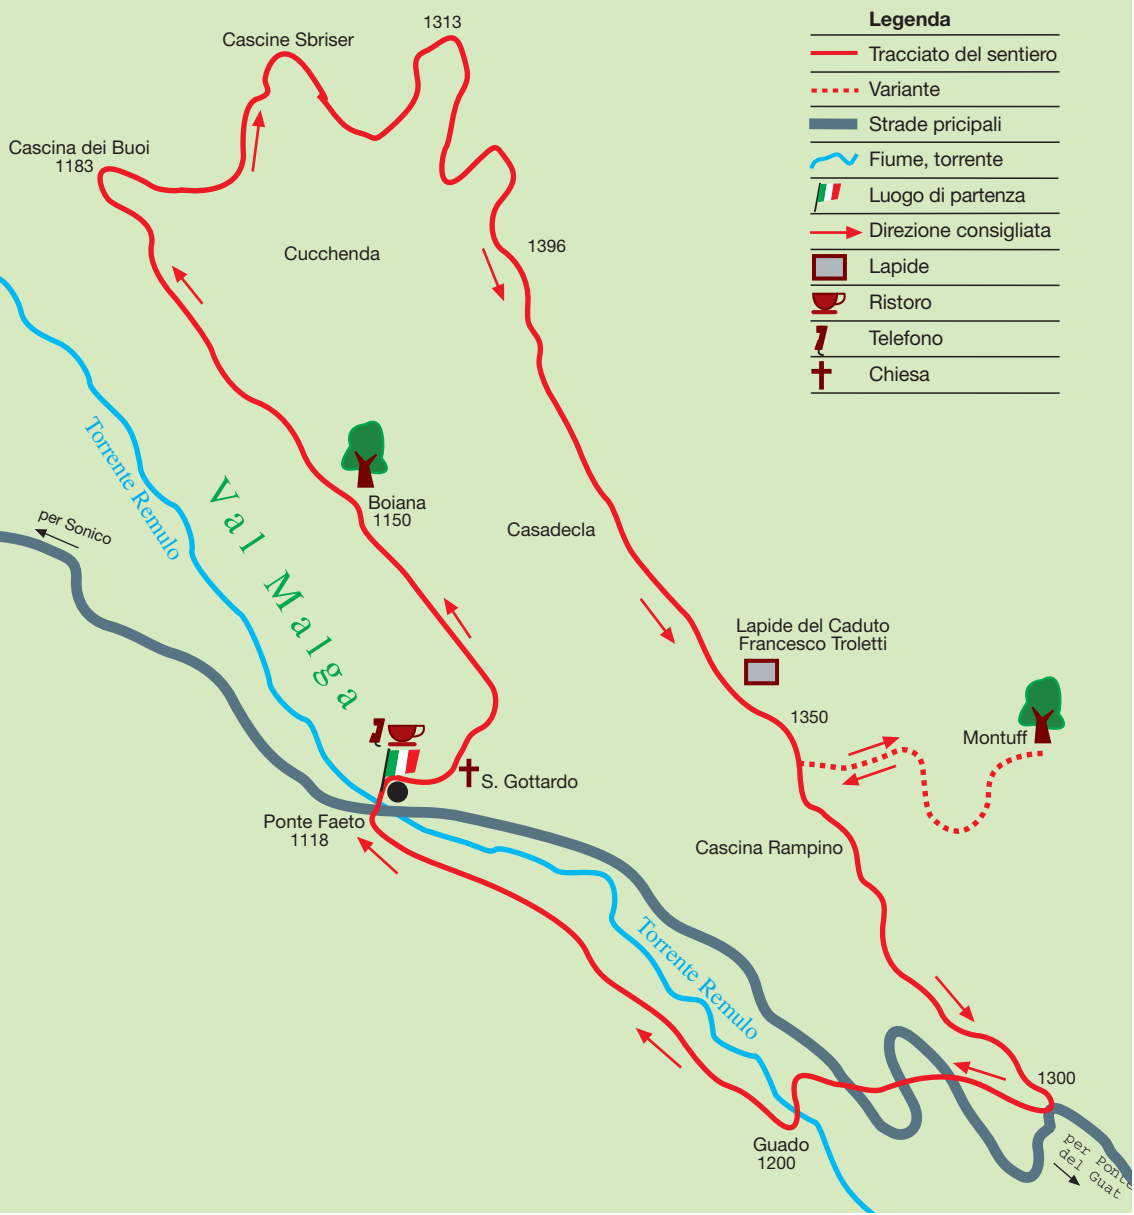 1313
Cascine Sbriser
Cascina dei Buoi
1183
Cucchenda
1396
Legenda
Tracciato del sentiero
Variante
Strade pricipali
Fiume, torrente
Luogo di partenza
Direzione consigliata
Lapide
Ristoro
Telefono
Chiesa
Torrente Remulo
Val Malga
per Sonico
Boiana
1150
Casadecla
Lapide del Caduto
Francesco Troletti
1350
Montuff
S. Gottardo
Ponte Faeto
1118
Cascina Rampino
Torrente Remulo
1300
Guado
1200
per Ponte
del Guat